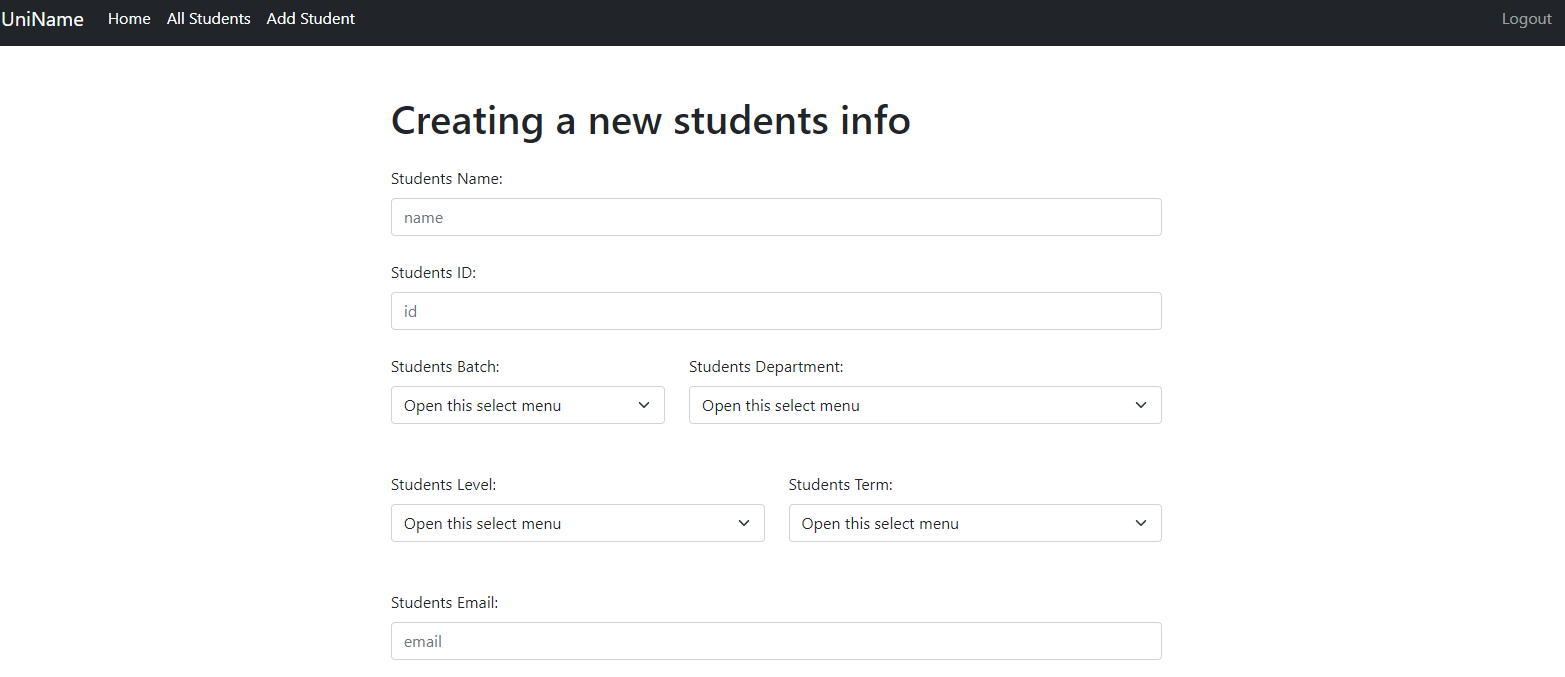 UniName Home All Students Add Student Logout
Creating a new students info
Students Name:
name
Students ID:
id
Students Batch: Students Department:
Open this select menu Open this select menu
Students Level: Students Term:
Open this select menu Open this select menu
Students Email:
email